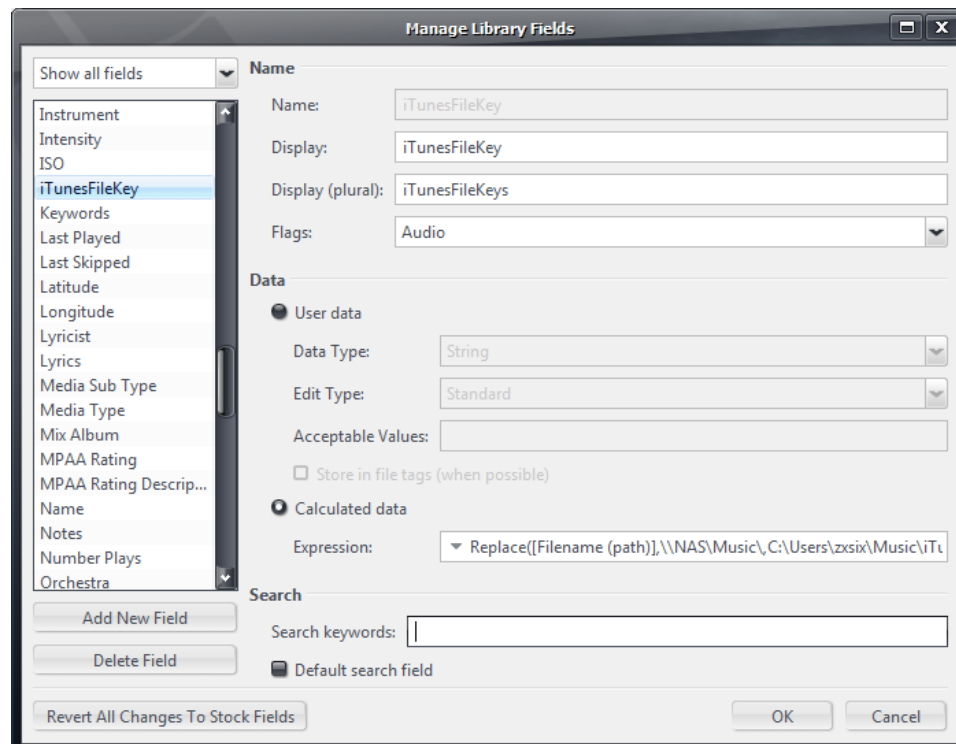 Manage Library Fields
Show all fields
Instrument
Intensity
ISO
iTunesFileKey
Keywords
Last Played
Last Skipped
Latitude
Longitude
Lyricist
Lyrics
Media Sub Type
Media Type
Mix Album
MPAA Rating
MPAA Rating Descrip...
Name
Notes
Number Plays
Orchestra
Add New Field
Delete Field
Name
Name: iTunesFileKey
Display: iTunesFileKey
Display (plural): iTunesFileKeys
Flags: Audio
Data
User data
Data Type: String
Edit Type: Standard
Acceptable Values:
Store in file tags (when possible)
Calculated data
Expression: Replace([Filename (path)],\\NAS\Music\,C:\Users\zxsix\Music\iTu
Search
Search keywords:
Default search field
Revert All Changes To Stock Fields
OK
Cancel